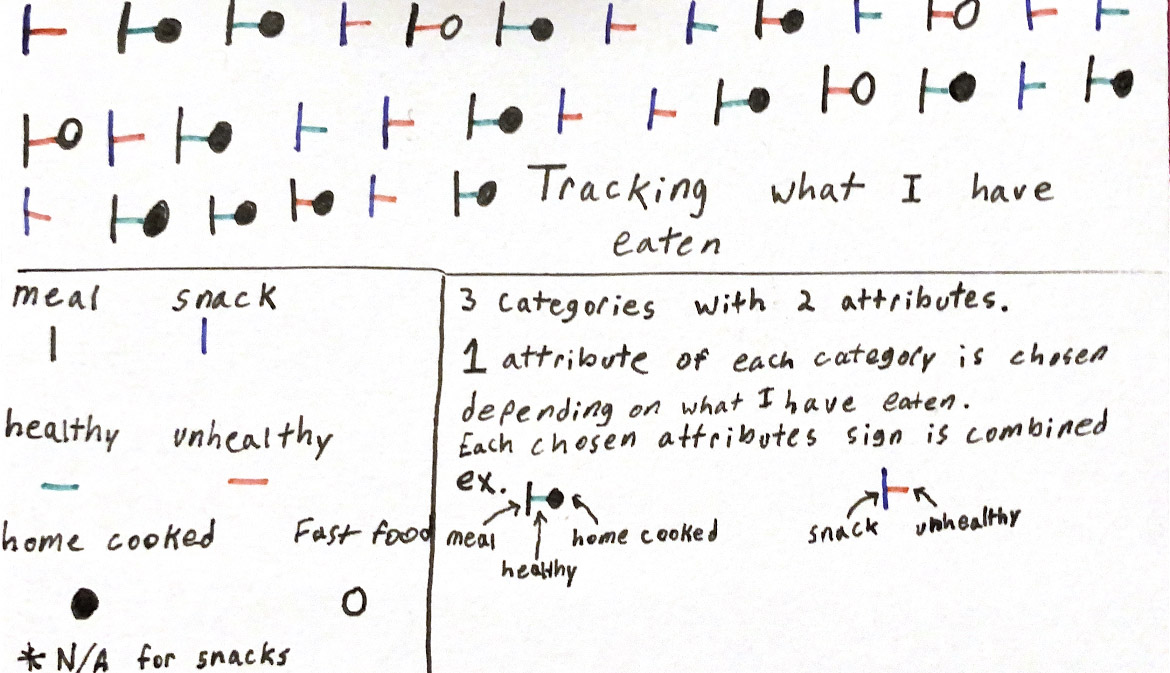 Tracking what I have
eaten
meal snack
healthy unhealthy
home cooked Fast food
* N/A for snacks
3 categories with 2 attributes.
1 attribute of each category is chosen
depending on what I have eaten.
Each chosen attributes sign is combined
ex.
meal
healthy
home cooked
snack
unhealthy